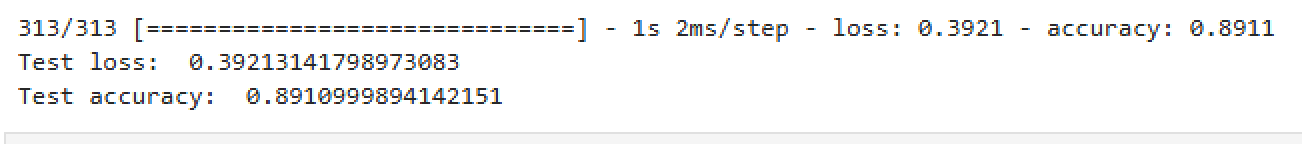 313/313 [==============================] - 1s 2ms/step - loss: 0.3921 - accuracy: 0.8911
Test loss:  0.39213141798973083
Test accuracy:  0.8910999894142151